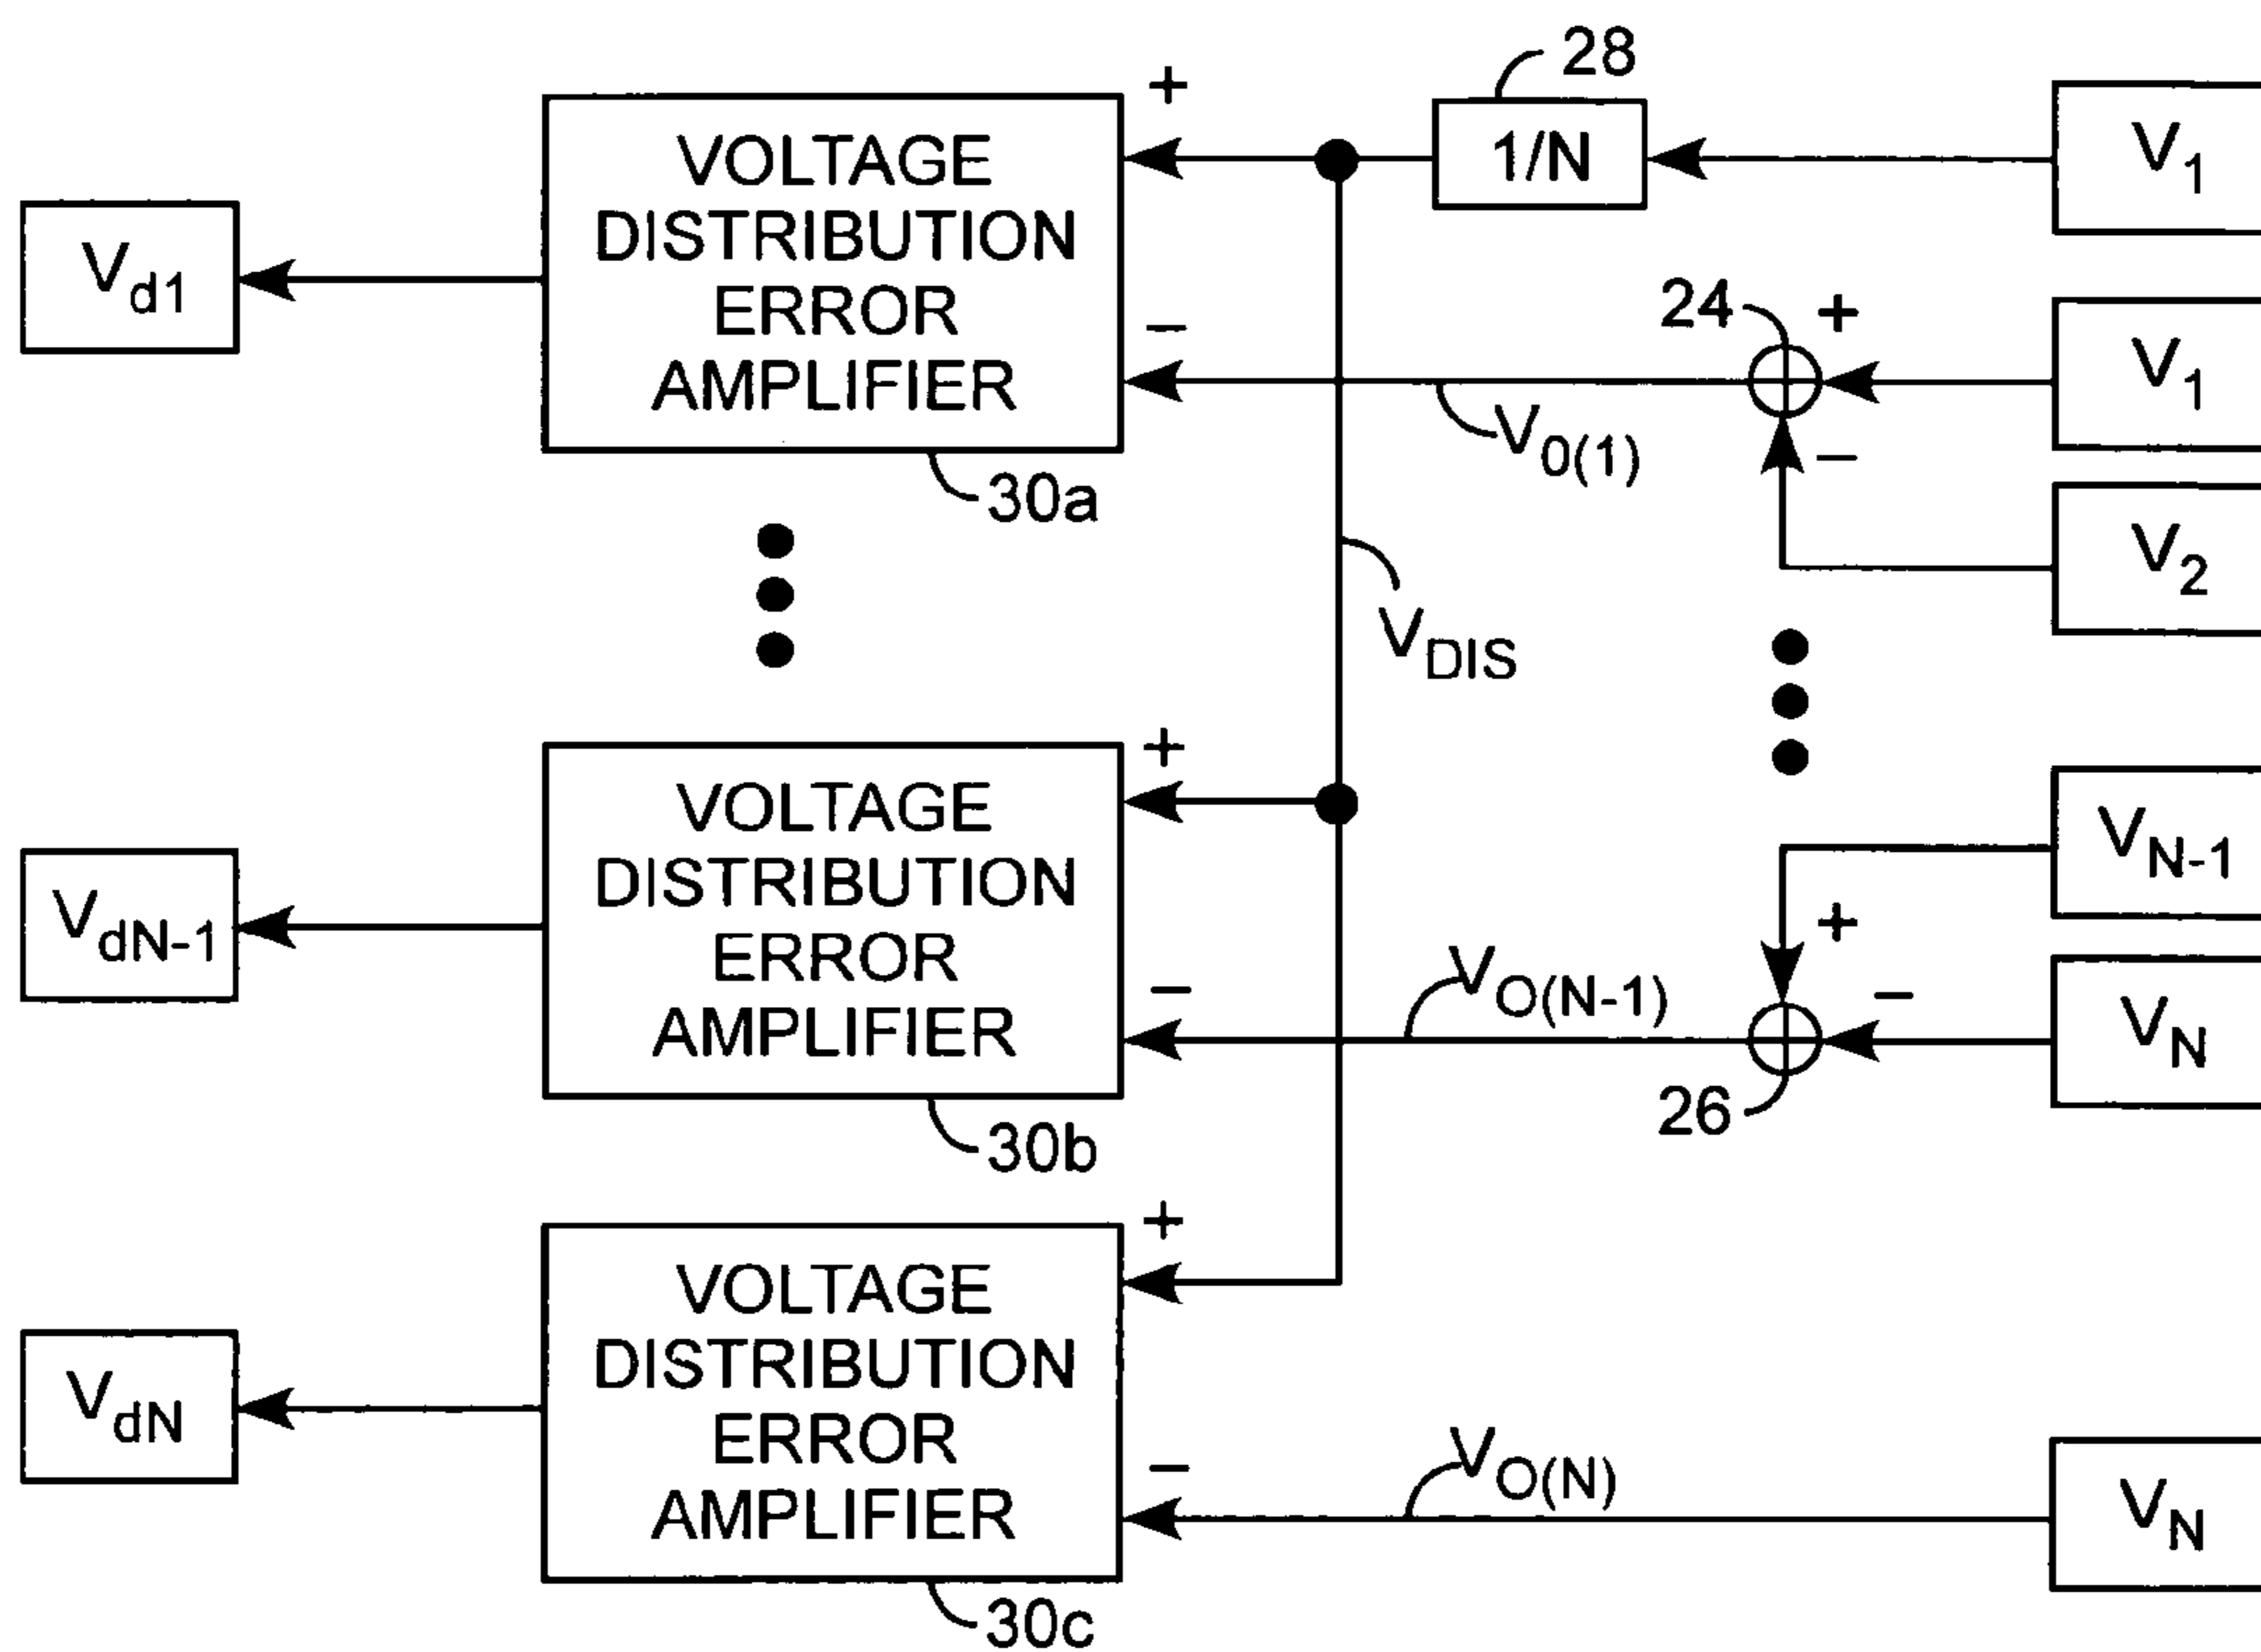 28
+
V1
1/N
VOLTAGE
DISTRIBUTION
ERROR
AMPLIFIER
Vd1
24
+
V1
−
V0(1)
−
30a
V2
VDIS
+
VOLTAGE
DISTRIBUTION
ERROR
AMPLIFIER
VN-1
VdN-1
+
VO(N-1)
−
−
VN
26
30b
+
VOLTAGE
DISTRIBUTION
ERROR
AMPLIFIER
VdN
VO(N)
−
VN
30c